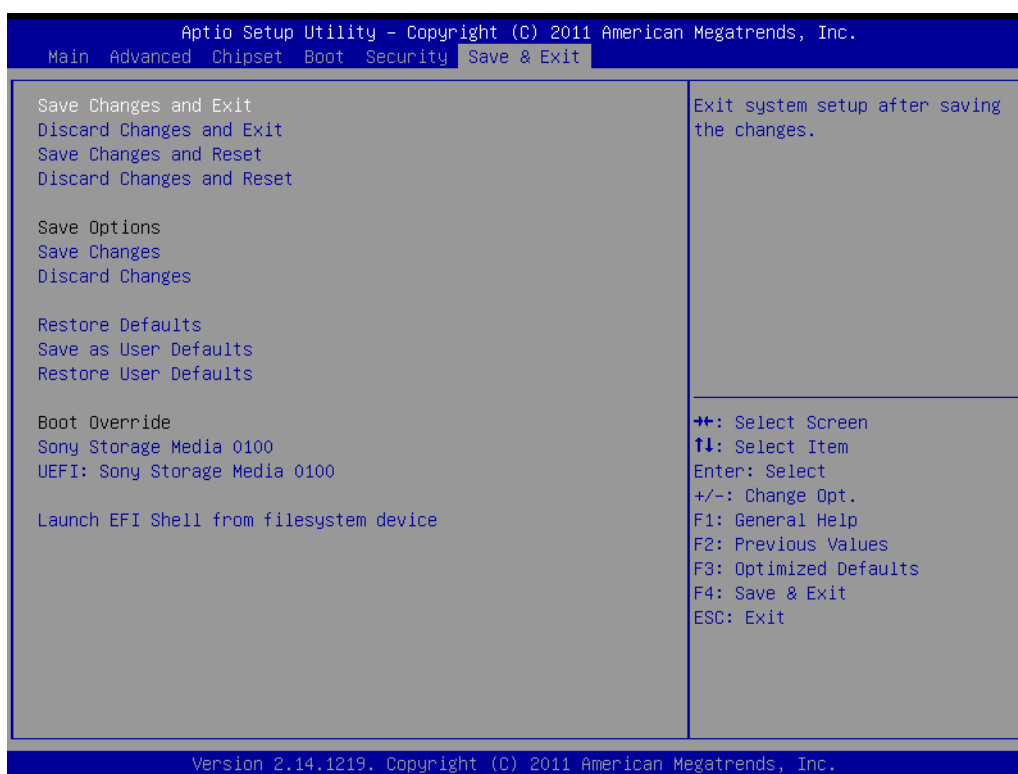 Aptio Setup Utility – Copyright (C) 2011 American Megatrends, Inc.
Main Advanced Chipset Boot Security Save & Exit
Save Changes and Exit
Discard Changes and Exit
Save Changes and Reset
Discard Changes and Reset
Save Options
Save Changes
Discard Changes
Restore Defaults
Save as User Defaults
Restore User Defaults
Boot Override
Sony Storage Media 0100
UEFI: Sony Storage Media 0100
Launch EFI Shell from filesystem device
Exit system setup after saving
the changes.
→←: Select Screen
↑↓: Select Item
Enter: Select
+/-: Change Opt.
F1: General Help
F2: Previous Values
F3: Optimized Defaults
F4: Save & Exit
ESC: Exit
Version 2.14.1219. Copyright (C) 2011 American Megatrends, Inc.